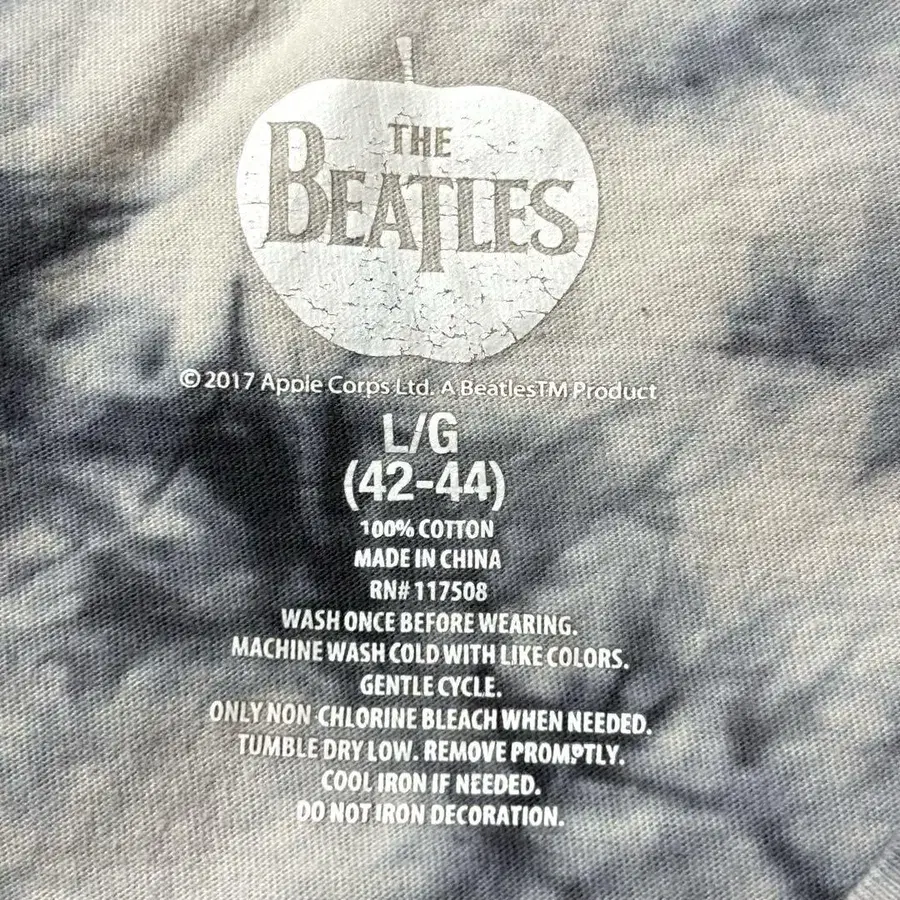 THE
BEATLES
© 2017 Apple Corps Ltd. A BeatlesTM Product
L/G
(42-44)
100% COTTON
MADE IN CHINA
RN# 117508
WASH ONCE BEFORE WEARING.
MACHINE WASH COLD WITH LIKE COLORS.
GENTLE CYCLE.
ONLY NON-CHLORINE BLEACH WHEN NEEDED.
TUMBLE DRY LOW. REMOVE PROMPTLY.
COOL IRON IF NEEDED.
DO NOT IRON DECORATION.